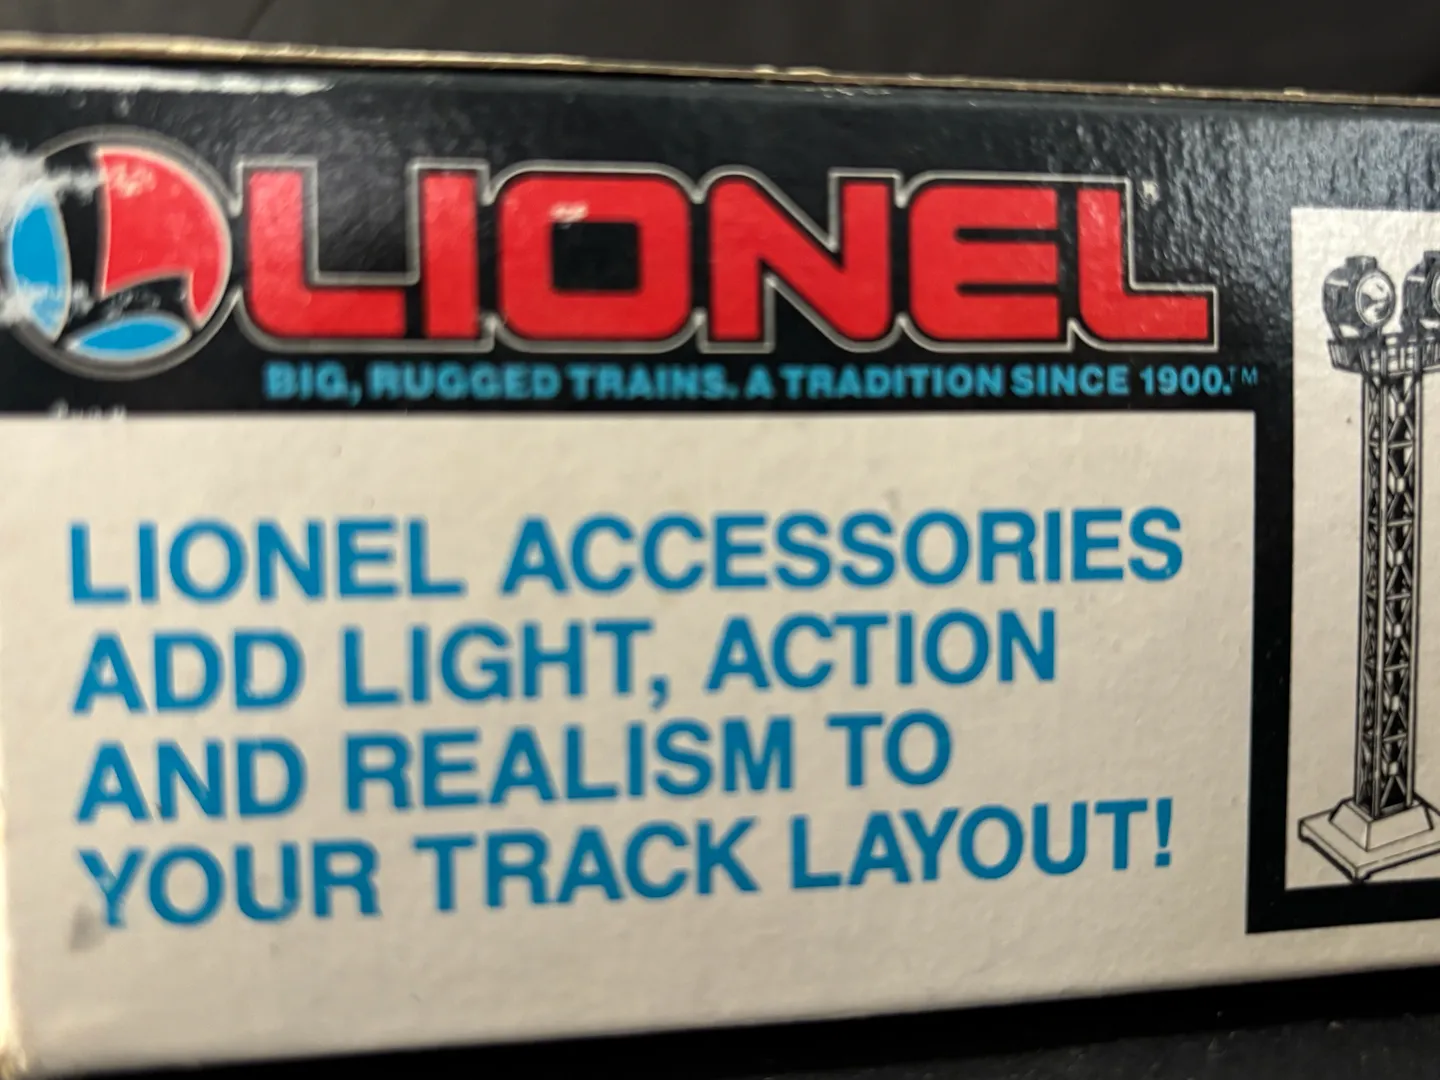 LIONEL
BIG, RUGGED TRAINS. A TRADITION SINCE 1900.™
LIONEL ACCESSORIES
ADD LIGHT, ACTION
AND REALISM TO
YOUR TRACK LAYOUT!